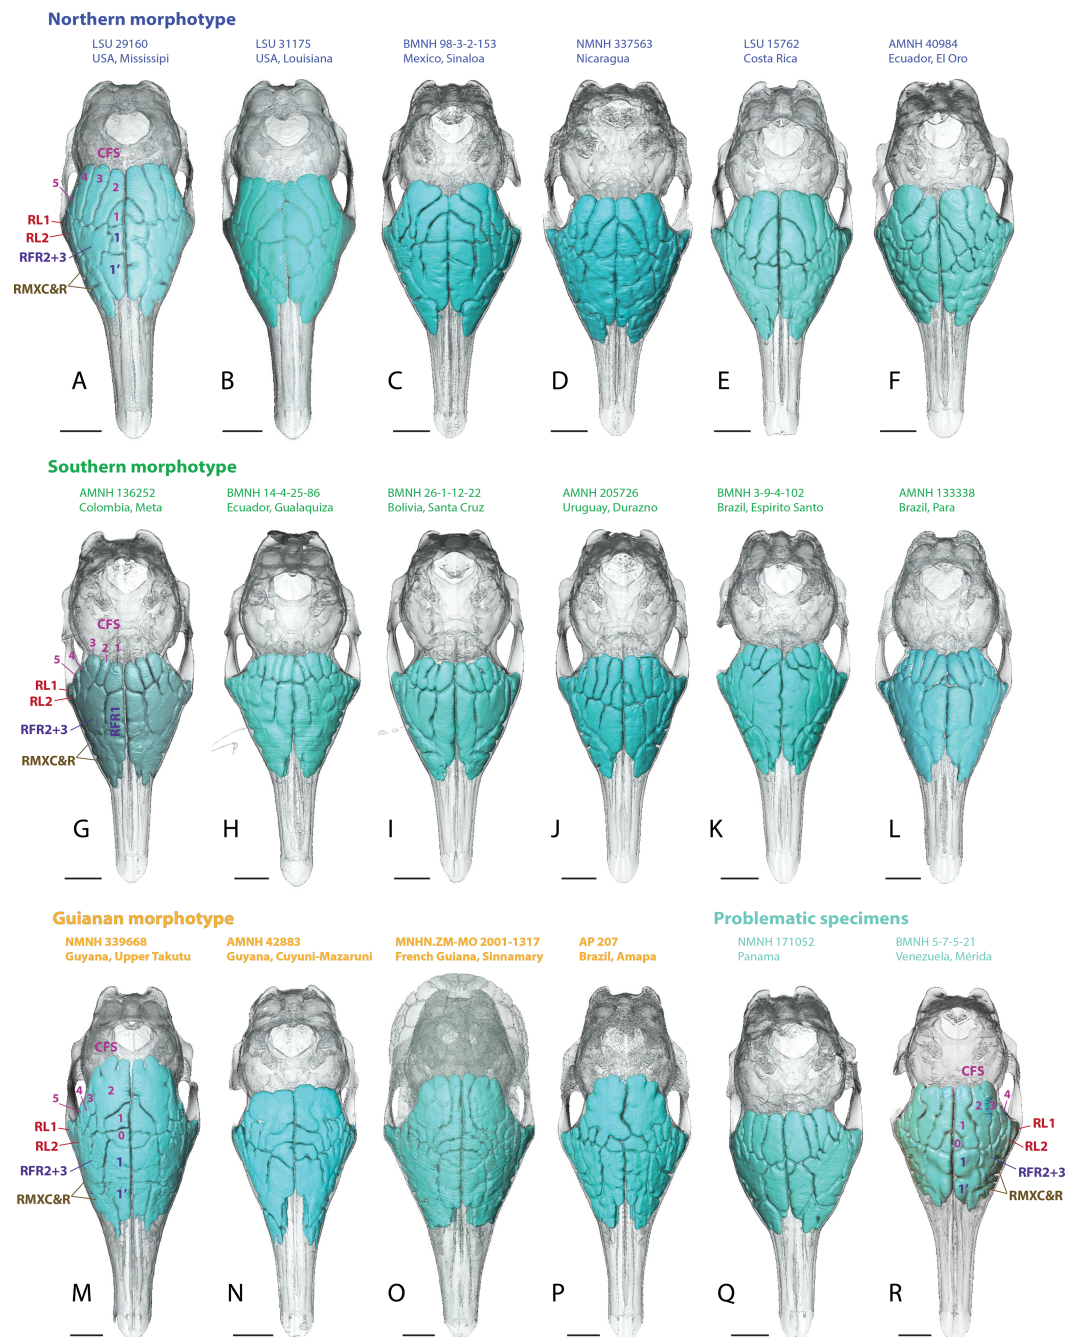 Northern morphotype
LSU 29160
USA, Mississipi
LSU 31175
USA, Louisiana
BMNH 98-3-2-153
Mexico, Sinaloa
NMNH 337563
Nicaragua
LSU 15762
Costa Rica
AMNH 40984
Ecuador, El Oro
CFS
5
4
3
2
1
RL1
RL2
1
RFR2+3
1′
RMXC&R
A
B
C
D
E
F
Southern morphotype
AMNH 136252
Colombia, Meta
BMNH 14-4-25-86
Ecuador, Gualaquiza
BMNH 26-1-12-22
Bolivia, Santa Cruz
AMNH 205726
Uruguay, Durazno
BMNH 3-9-4-102
Brazil, Espirito Santo
AMNH 133338
Brazil, Para
CFS
5
4
3
2
1
RL1
RL2
RFR2+3
RFR1
RMXC&R
G
H
I
J
K
L
Guianan morphotype
Problematic specimens
NMNH 339668
Guyana, Upper Takutu
AMNH 42883
Guyana, Cuyuni-Mazaruni
MNHN.ZM-MO 2001-1317
French Guiana, Sinnamary
AP 207
Brazil, Amapa
NMNH 171052
Panama
BMNH 5-7-5-21
Venezuela, Mérida
CFS
5
4
3
2
1
0
RL1
RL2
RFR2+3
1
1′
RMXC&R
CFS
2
3
4
1
0
RL1
RL2
1
RFR2+3
1′
RMXC&R
M
N
O
P
Q
R